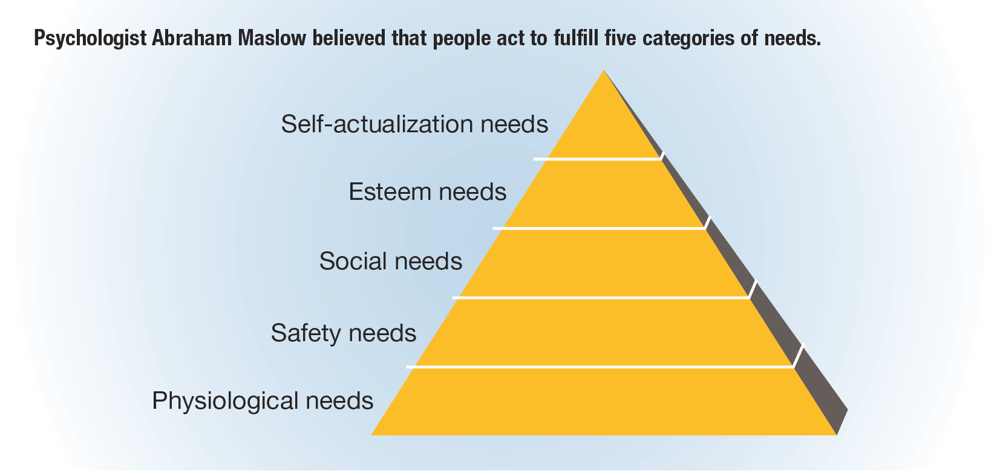 Psychologist Abraham Maslow believed that people act to fulfill five categories of needs.
Self-actualization needs
Esteem needs
Social needs
Safety needs
Physiological needs